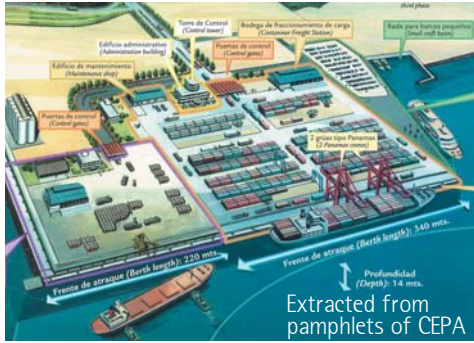 third phase
Torre de Control
(Control tower)
Bodega de fraccionamiento de carga
(Container Freight Station)
Rada para barcos pequeños
(Small craft basin)
Edificio administrativo
(Administration building)
Puertas de control
(Control gates)
Edificio de mantenimiento
(Maintenance shop)
Puertas de control
(Control gates)
2 grúas tipo Panamax
(2 Panamax cranes)
Frente de atraque (Berth length): 340 mts.
Frente de atraque (Berth length): 220 mts.
Profundidad
(Depth): 14 mts.
Extracted from
pamphlets of CEPA